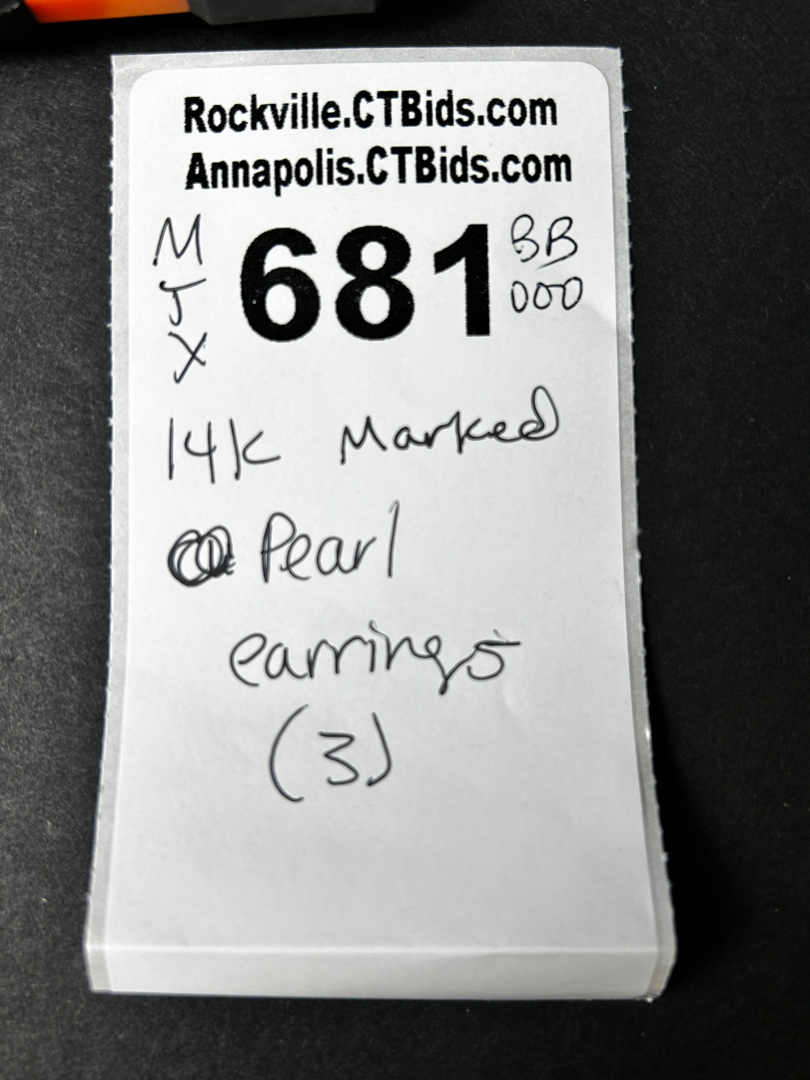 Rockville.CTBids.com
Annapolis.CTBids.com
M
J
X
681
BB
000
14k Marked
Pearl
earrings
(3)